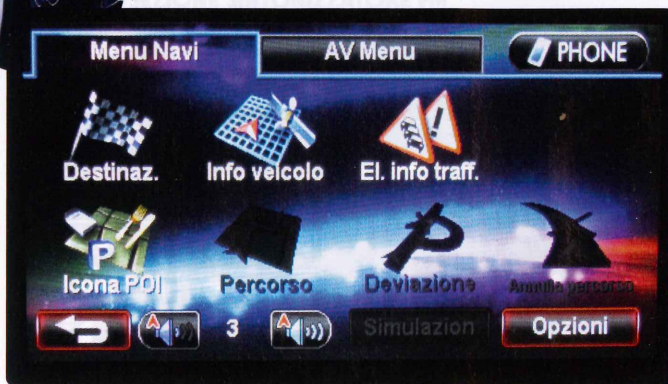 Menu Navi AV Menu PHONE
Destinaz. Info veicolo El. info traff.
Icona POI Percorso Deviazione Annulla percorso
3 Simulazion Opzioni